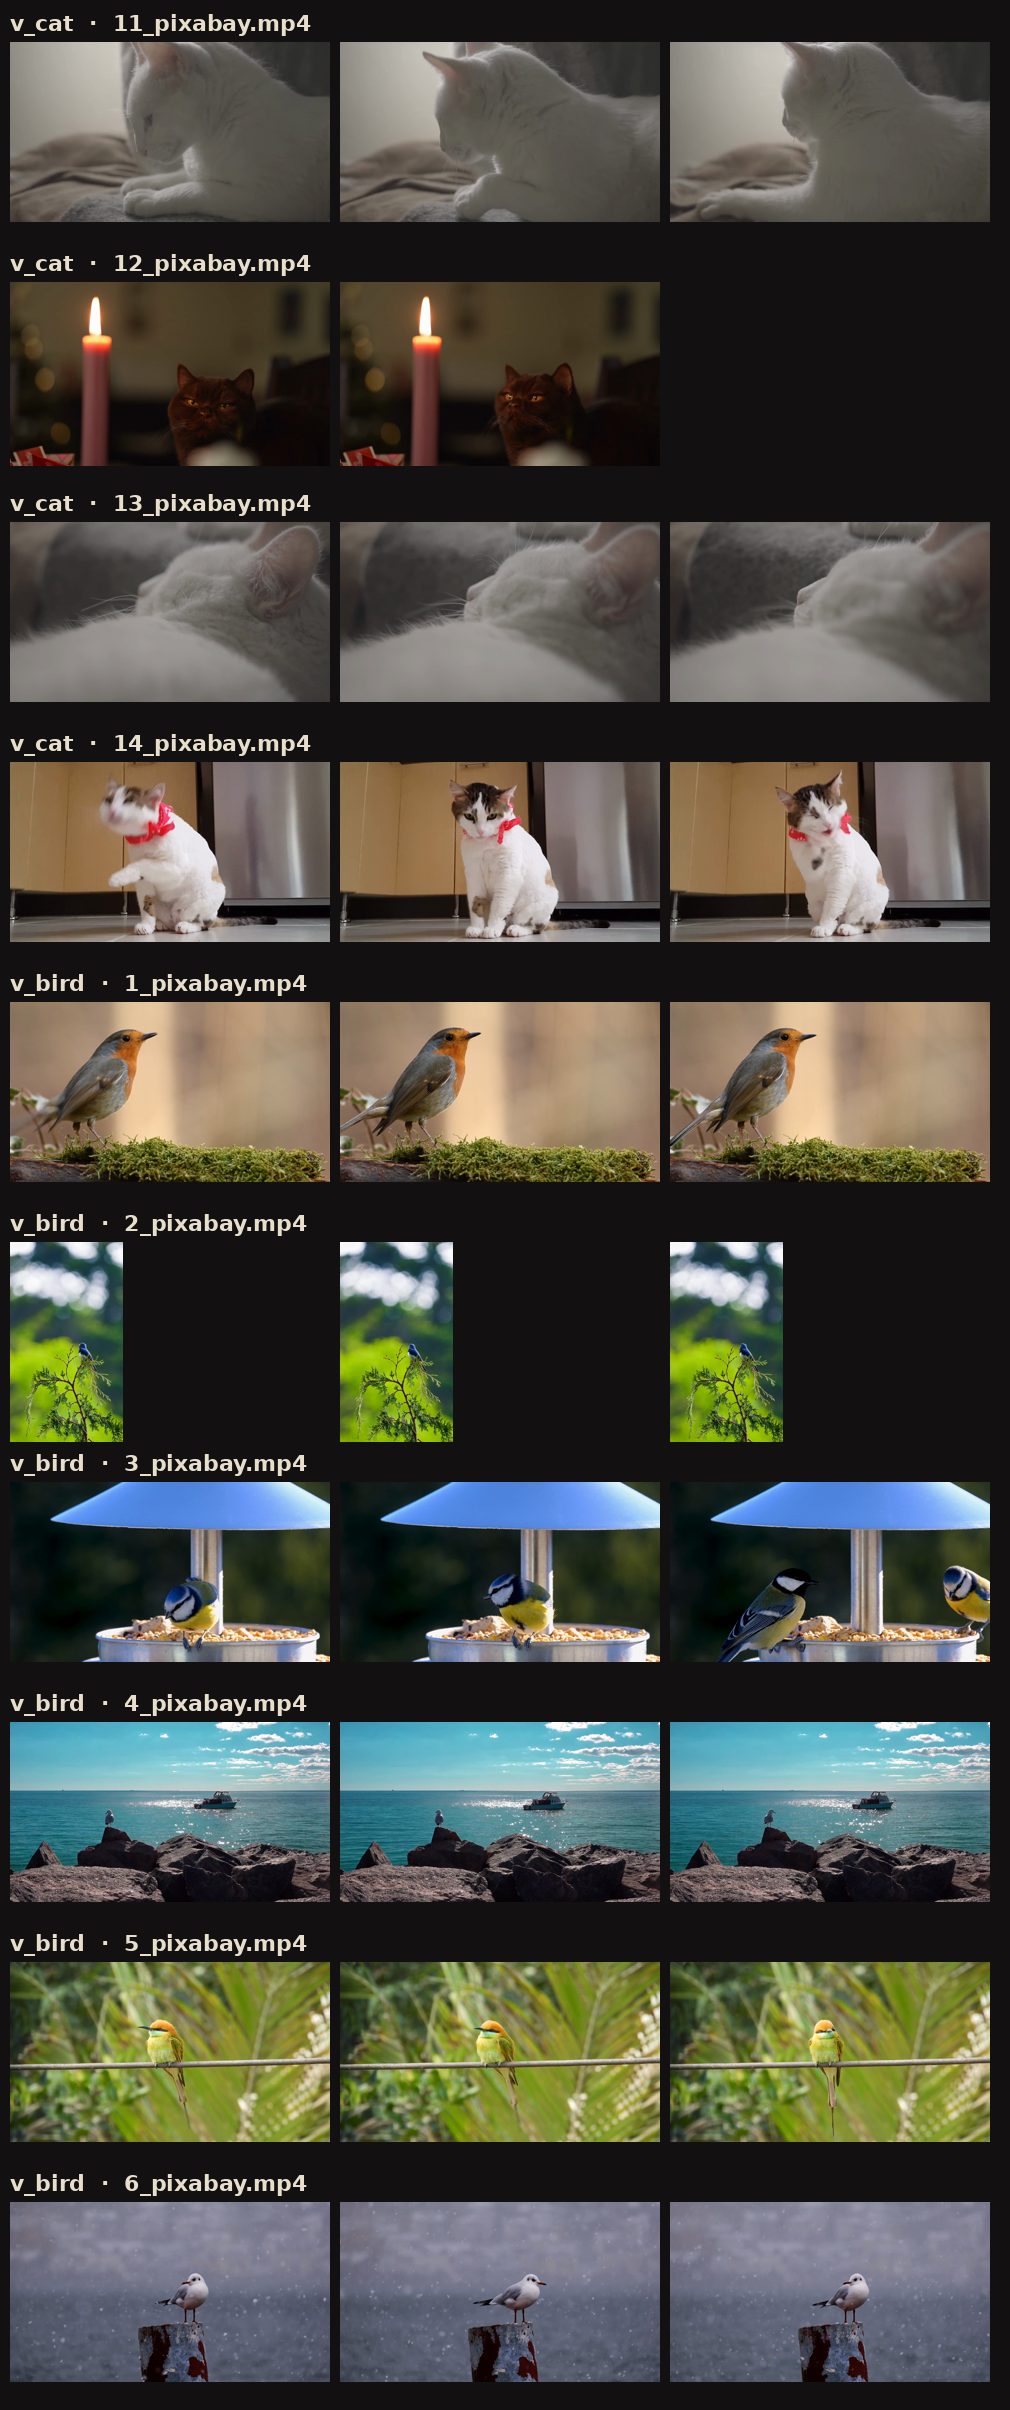 v_cat · 11_pixabay.mp4
v_cat · 12_pixabay.mp4
v_cat · 13_pixabay.mp4
v_cat · 14_pixabay.mp4
v_bird · 1_pixabay.mp4
v_bird · 2_pixabay.mp4
v_bird · 3_pixabay.mp4
v_bird · 4_pixabay.mp4
v_bird · 5_pixabay.mp4
v_bird · 6_pixabay.mp4